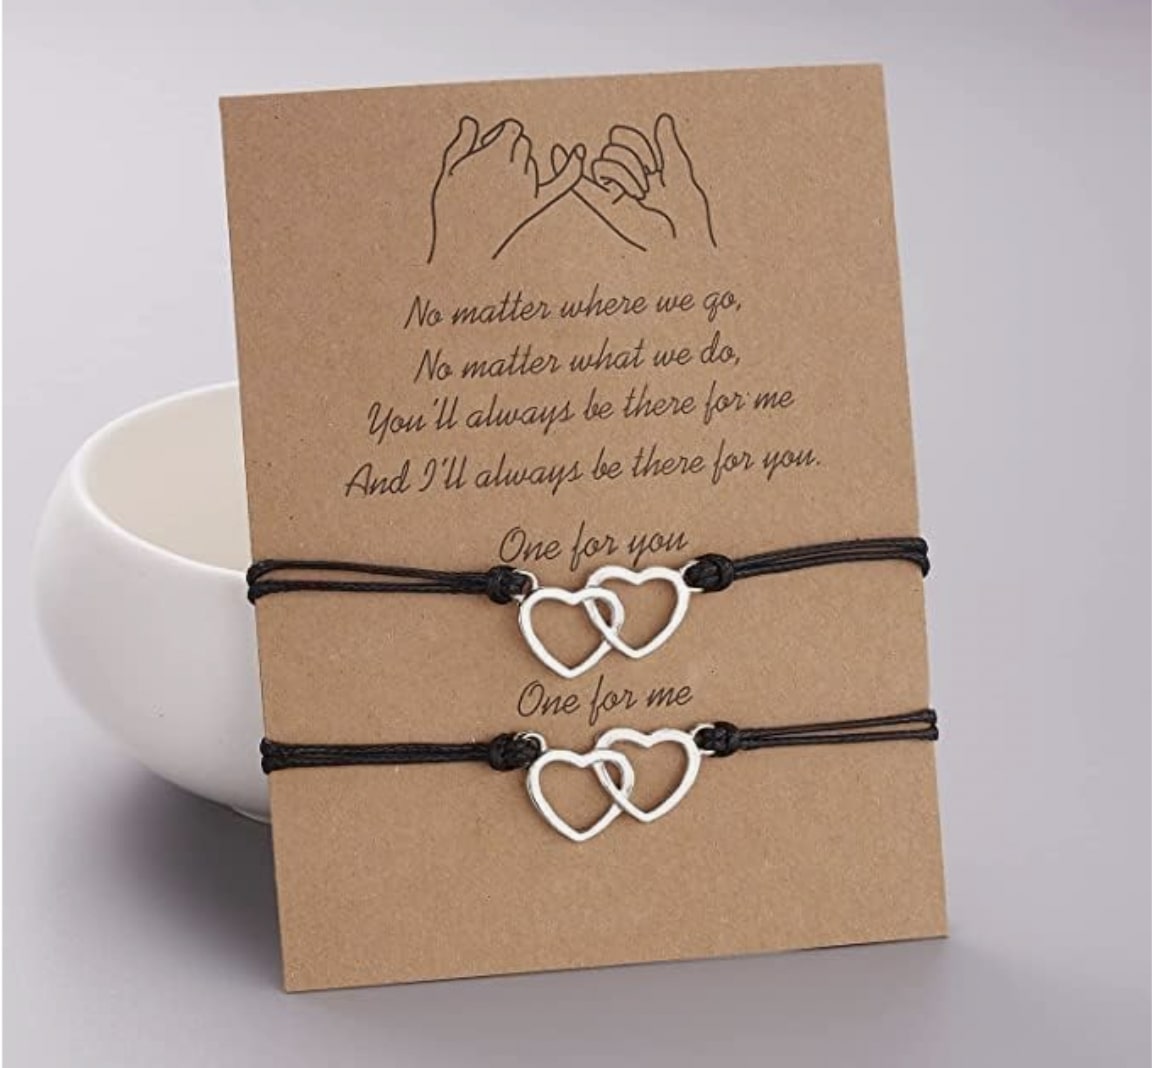 No matter where we go,
No matter what we do,
You'll always be there for me
And I'll always be there for you.
One for you
One for me